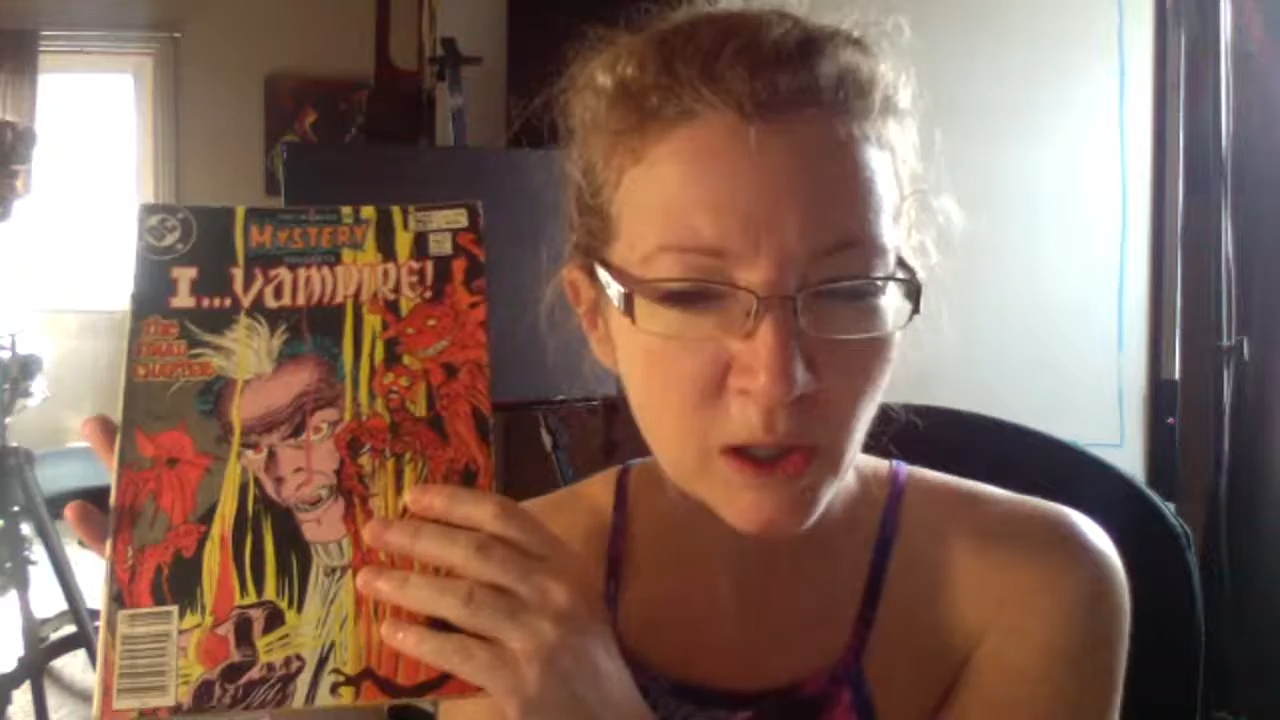 DC
MYSTERY
I...VAMPIRE!
the
FINAL
CHAPTER